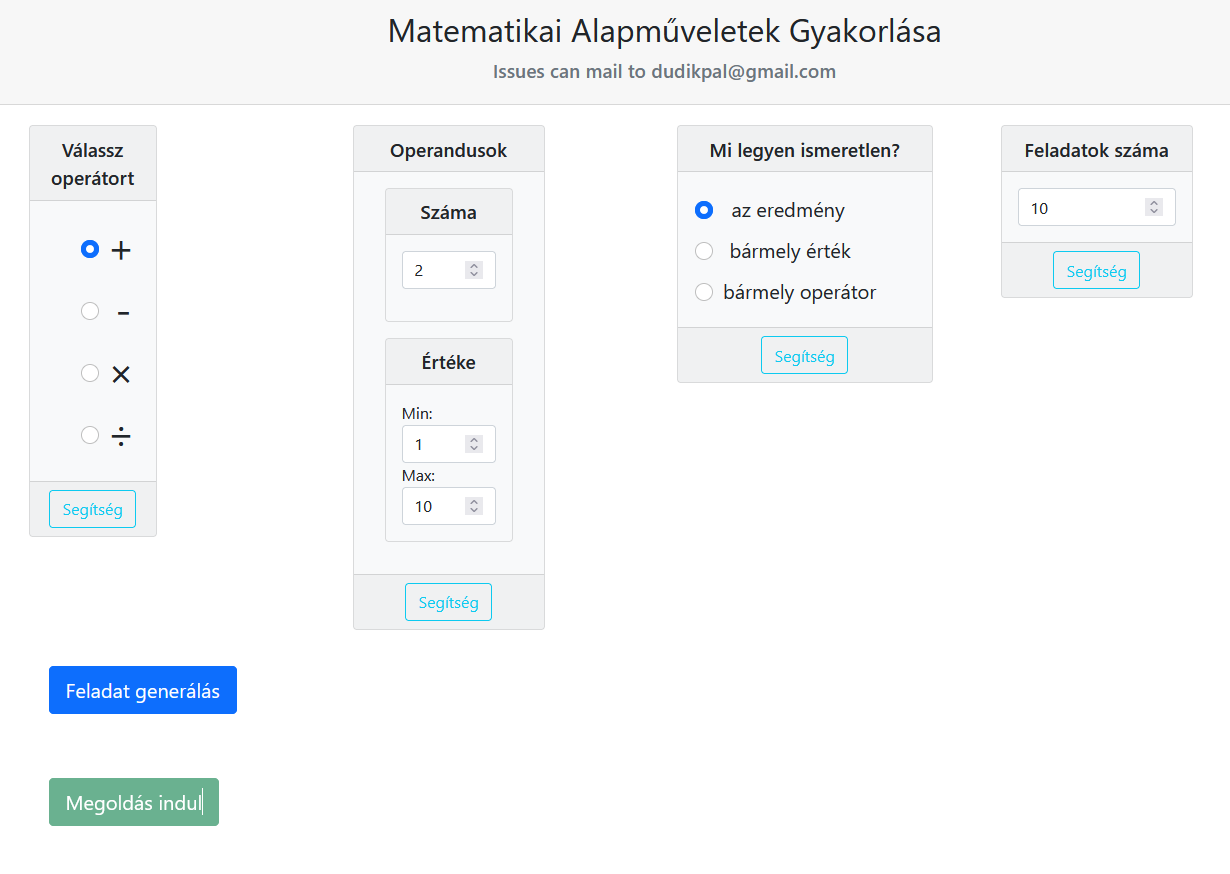 Matematikai Alapműveletek Gyakorlása
Issues can mail to dudikpal@gmail.com
Válassz
operátort
+
-
×
÷
Segítség
Operandusok
Száma
2
Értéke
Min:
1
Max:
10
Segítség
Mi legyen ismeretlen?
az eredmény
bármely érték
bármely operátor
Segítség
Feladatok száma
10
Segítség
Feladat generálás
Megoldás indul